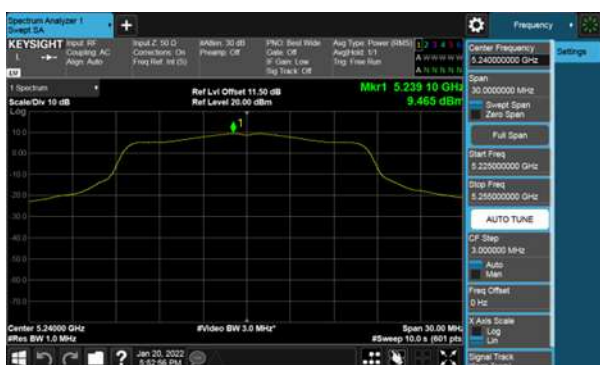 Spectrum Analyzer 1
Swept SA
+
Frequency
KEYSIGHT
Input: RF
Coupling: AC
Align: Auto
Input Z: 50 Ω
Corrections: On
Freq Ref: Int (S)
#Atten: 30 dB
Preamp: Off
PNO: Best Wide
Gate: Off
IF Gain: Low
Sig Track: Off
Avg Type: Power (RMS)
Avg|Hold: 1/1
Trig: Free Run
1 2 3 4 5 6
A W W W W W
A N N N N N
LV
1 Spectrum
Scale/Div 10 dB
Log
Ref Lvl Offset 11.50 dB
Ref Level 20.00 dBm
Mkr1 5.239 10 GHz
9.465 dBm
1
10.0
0.00
-10.0
-20.0
-30.0
-40.0
-50.0
-60.0
-70.0
Center 5.24000 GHz
#Res BW 1.0 MHz
#Video BW 3.0 MHz*
Span 30.00 MHz
#Sweep 10.0 s (601 pts
Jan 20, 2022
5:52:56 PM
?
Settings
Center Frequency
5.240000000 GHz
Span
30.0000000 MHz
Swept Span
Zero Span
Full Span
Start Freq
5.225000000 GHz
Stop Freq
5.255000000 GHz
AUTO TUNE
CF Step
3.000000 MHz
Auto
Man
Freq Offset
0 Hz
X Axis Scale
Log
Lin
Signal Track